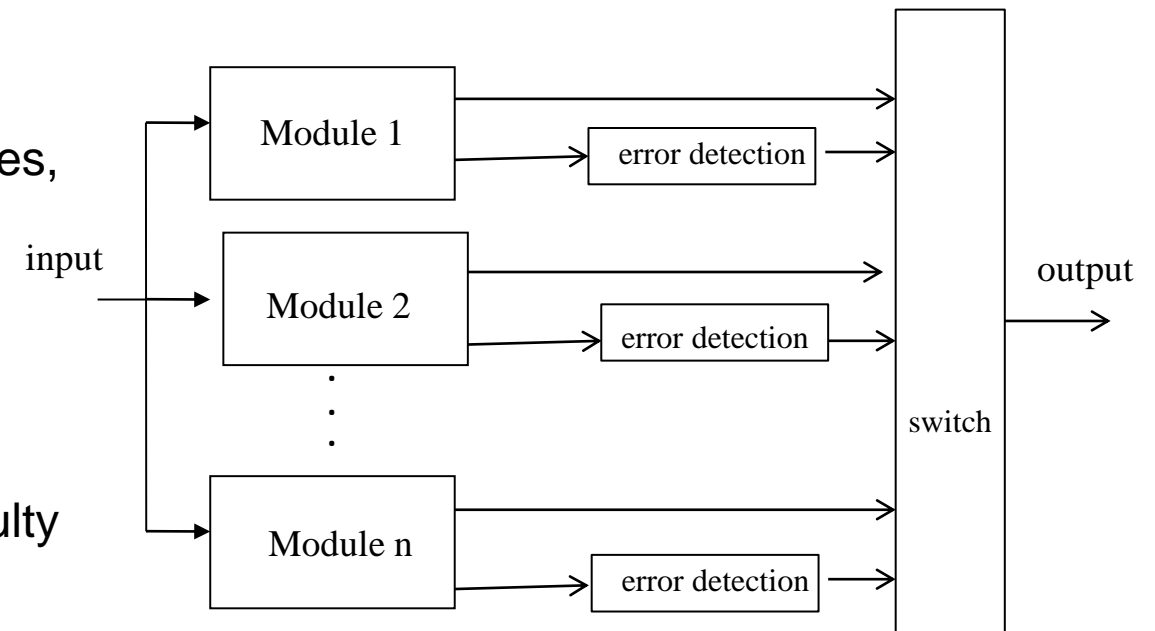 Module 1
error detection
es,
input
Module 2
error detection
output
.
.
.
switch
ulty
Module n
error detection